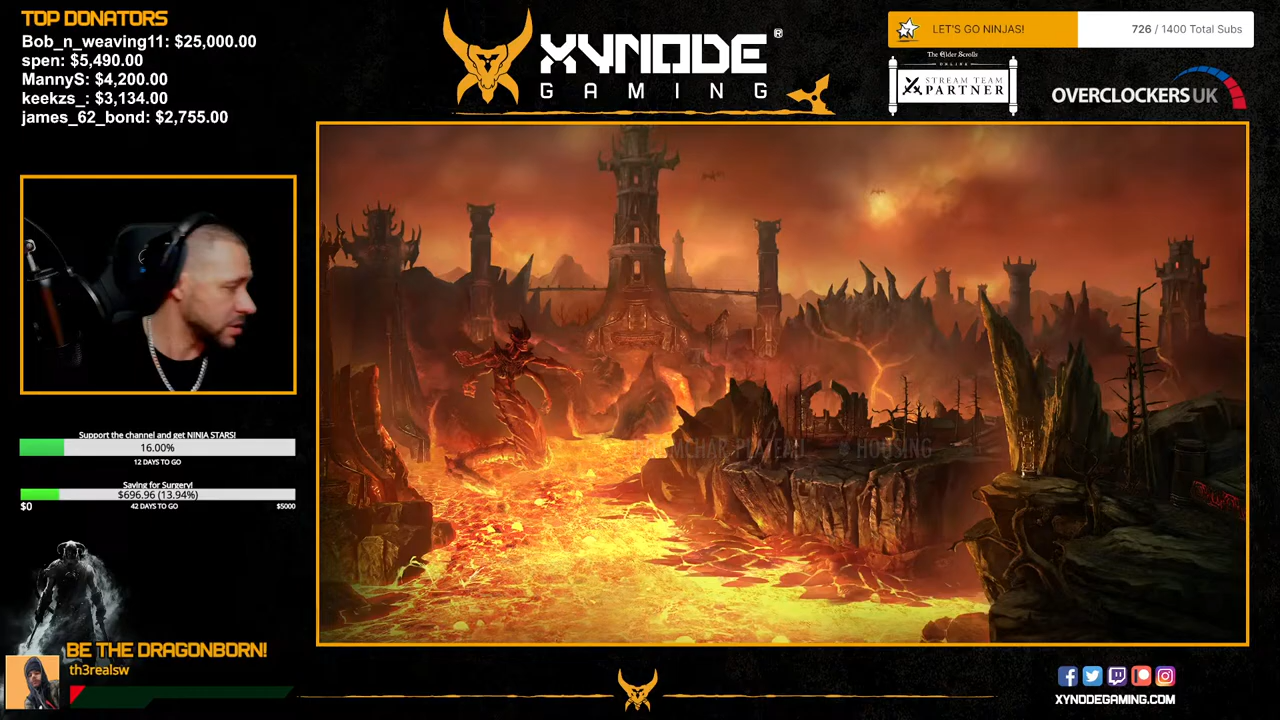 TOP DONATORS
Bob_n_weaving11: $25,000.00
spen: $5,490.00
MannyS: $4,200.00
keekzs_: $3,134.00
james_62_bond: $2,755.00
XYNODE®
GAMING
LET'S GO NINJAS!
726 / 1400 Total Subs
The Elder Scrolls
ONLINE
STREAM TEAM
PARTNER
OVERCLOCKERS UK
PLATEAU
HOUSING
Support the channel and get NINJA STARS!
16.00%
12 DAYS TO GO
Saving for Surgery!
$696.96 (13.94%)
$0
42 DAYS TO GO
$5000
BE THE DRAGONBORN!
th3realsw
XYNODEGAMING.COM